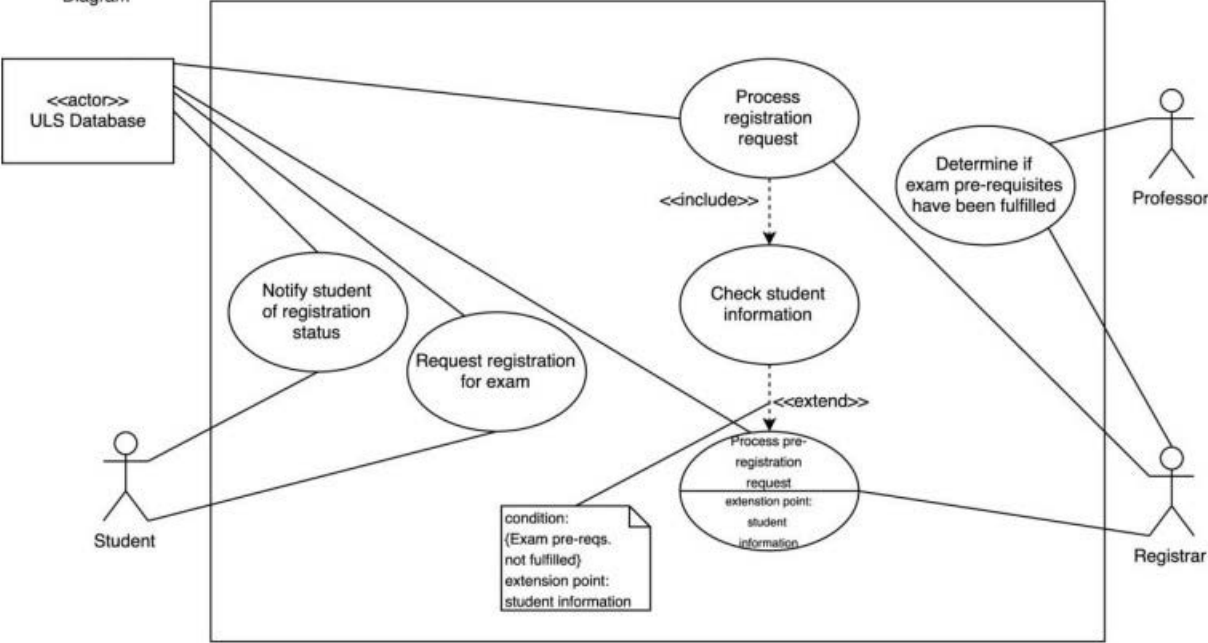 Diagram
<<actor>>
ULS Database
Process
registration
request
Determine if
exam pre-requisites
have been fulfilled
Professor
<<include>>
Notify student
of registration
status
Check student
information
Request registration
for exam
<<extend>>
Process pre-
registration
request
extenstion point:
student
information
condition:
{Exam pre-reqs.
not fulfilled}
extension point:
student information
Student
Registrar